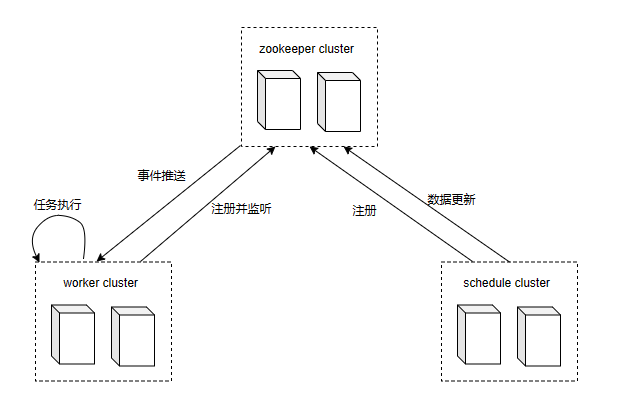 zookeeper cluster
事件推送
注册并监听
注册
数据更新
任务执行
worker cluster
schedule cluster